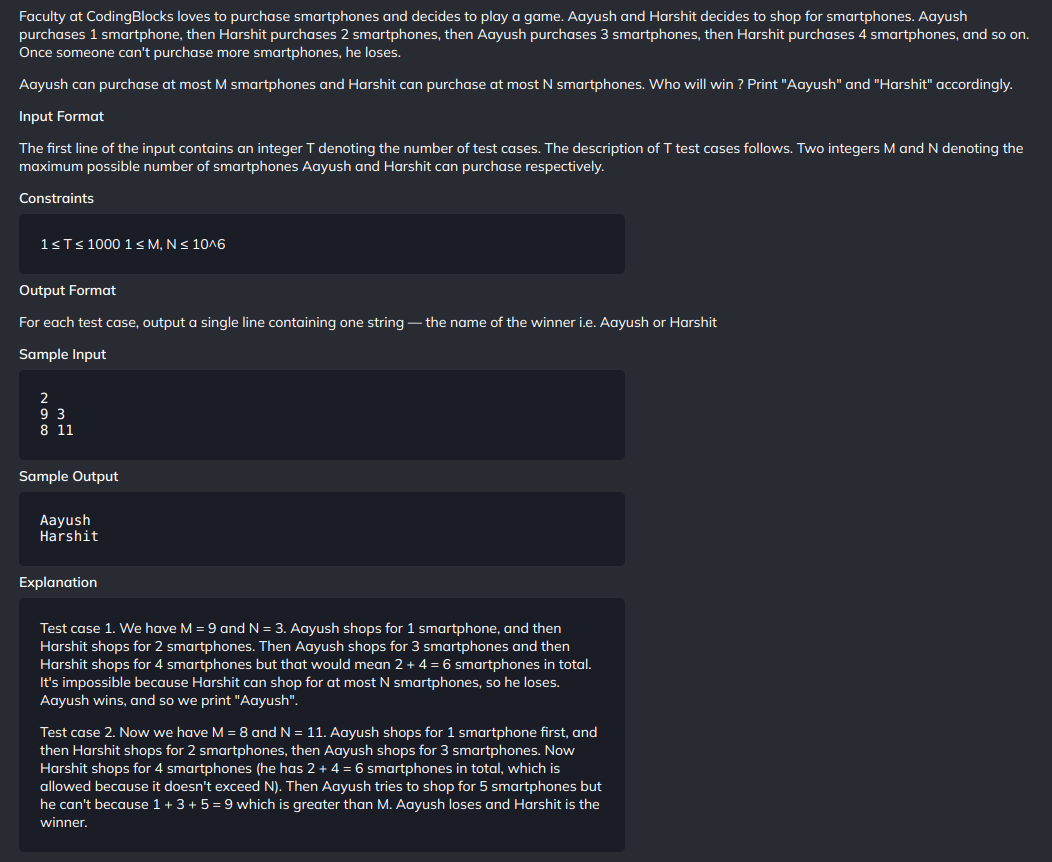 Faculty at CodingBlocks loves to purchase smartphones and decides to play a game. Aayush and Harshit decides to shop for smartphones. Aayush
purchases 1 smartphone, then Harshit purchases 2 smartphones, then Aayush purchases 3 smartphones, then Harshit purchases 4 smartphones, and so on.
Once someone can't purchase more smartphones, he loses.
Aayush can purchase at most M smartphones and Harshit can purchase at most N smartphones. Who will win ? Print "Aayush" and "Harshit" accordingly.
Input Format
The first line of the input contains an integer T denoting the number of test cases. The description of T test cases follows. Two integers M and N denoting the
maximum possible number of smartphones Aayush and Harshit can purchase respectively.
Constraints
1 ≤ T ≤ 1000 1 ≤ M, N ≤ 10^6
Output Format
For each test case, output a single line containing one string — the name of the winner i.e. Aayush or Harshit
Sample Input
2
9 3
8 11
Sample Output
Aayush
Harshit
Explanation
Test case 1. We have M = 9 and N = 3. Aayush shops for 1 smartphone, and then
Harshit shops for 2 smartphones. Then Aayush shops for 3 smartphones and then
Harshit shops for 4 smartphones but that would mean 2 + 4 = 6 smartphones in total.
It's impossible because Harshit can shop for at most N smartphones, so he loses.
Aayush wins, and so we print "Aayush".
Test case 2. Now we have M = 8 and N = 11. Aayush shops for 1 smartphone first, and
then Harshit shops for 2 smartphones, then Aayush shops for 3 smartphones. Now
Harshit shops for 4 smartphones (he has 2 + 4 = 6 smartphones in total, which is
allowed because it doesn't exceed N). Then Aayush tries to shop for 5 smartphones but
he can't because 1 + 3 + 5 = 9 which is greater than M. Aayush loses and Harshit is the
winner.